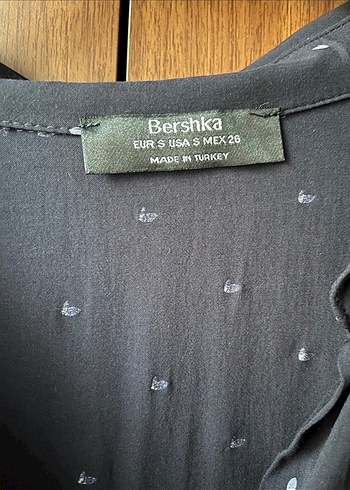 Bershka
EUR S USA S MEX 26
MADE IN TURKEY